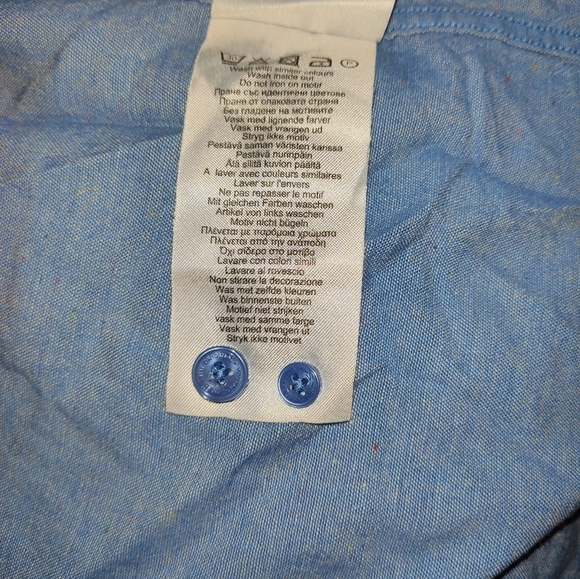 30 P
Wash with similar colours
Wash inside out
Do not iron on motif
Пране със идентични цветове
Пране от опаковата страна
Без гладене на мотивите
Vask med lignende farver
Vask med vrangen ud
Stryg ikke motiv
Pestävä saman väristen kanssa
Pestävä nurinpäin
Älä silitä kuvion päältä
A laver avec couleurs similaires
Laver sur l'envers
Ne pas repasser le motif
Mit gleichen Farben waschen
Artikel von links waschen
Motiv nicht bügeln
Πλένεται με παρόμοια χρώματα
Πλένεται από την ανάποδη
Όχι σίδερο στο μοτίβο
Lavare con colori simili
Lavare al rovescio
Non stirare la decorazione
Was met zelfde kleuren
Was binnenste buiten
Motief niet strijken
vask med samme farge
Vask med vrangen ut
Stryk ikke motivet